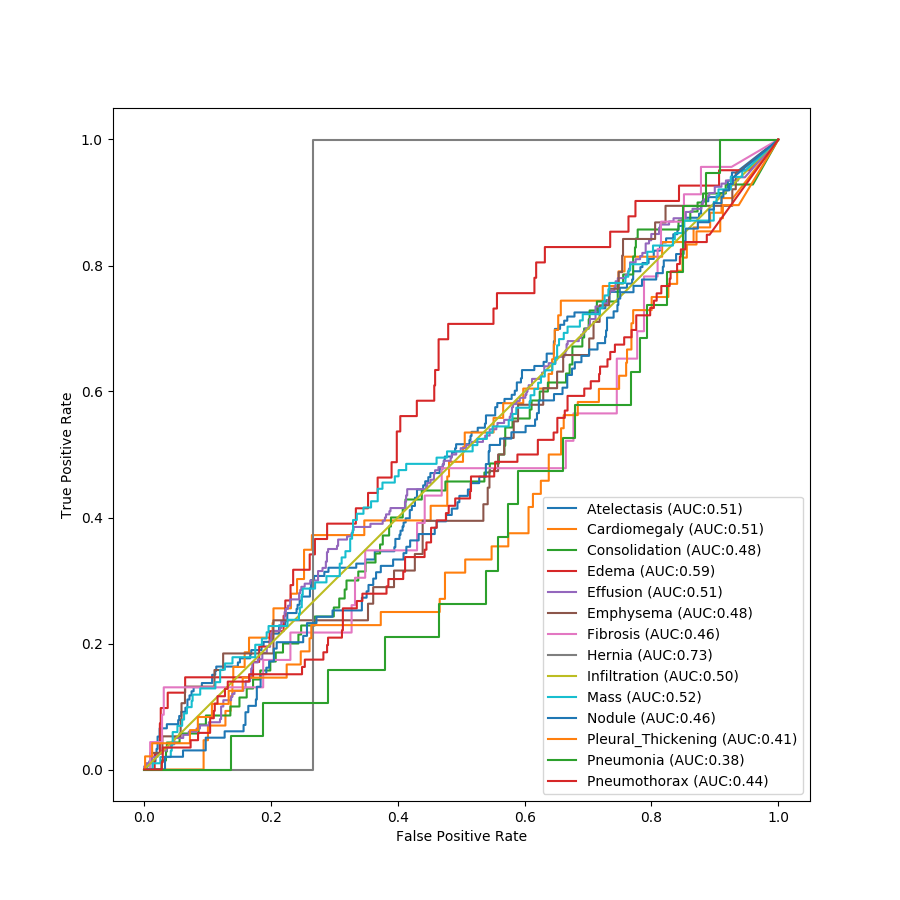 1.0
0.8
0.6
0.4
0.2
0.0
True Positive Rate
Atelectasis (AUC:0.51)
Cardiomegaly (AUC:0.51)
Consolidation (AUC:0.48)
Edema (AUC:0.59)
Effusion (AUC:0.51)
Emphysema (AUC:0.48)
Fibrosis (AUC:0.46)
Hernia (AUC:0.73)
Infiltration (AUC:0.50)
Mass (AUC:0.52)
Nodule (AUC:0.46)
Pleural_Thickening (AUC:0.41)
Pneumonia (AUC:0.38)
Pneumothorax (AUC:0.44)
0.0 0.2 0.4 0.6 0.8 1.0
False Positive Rate